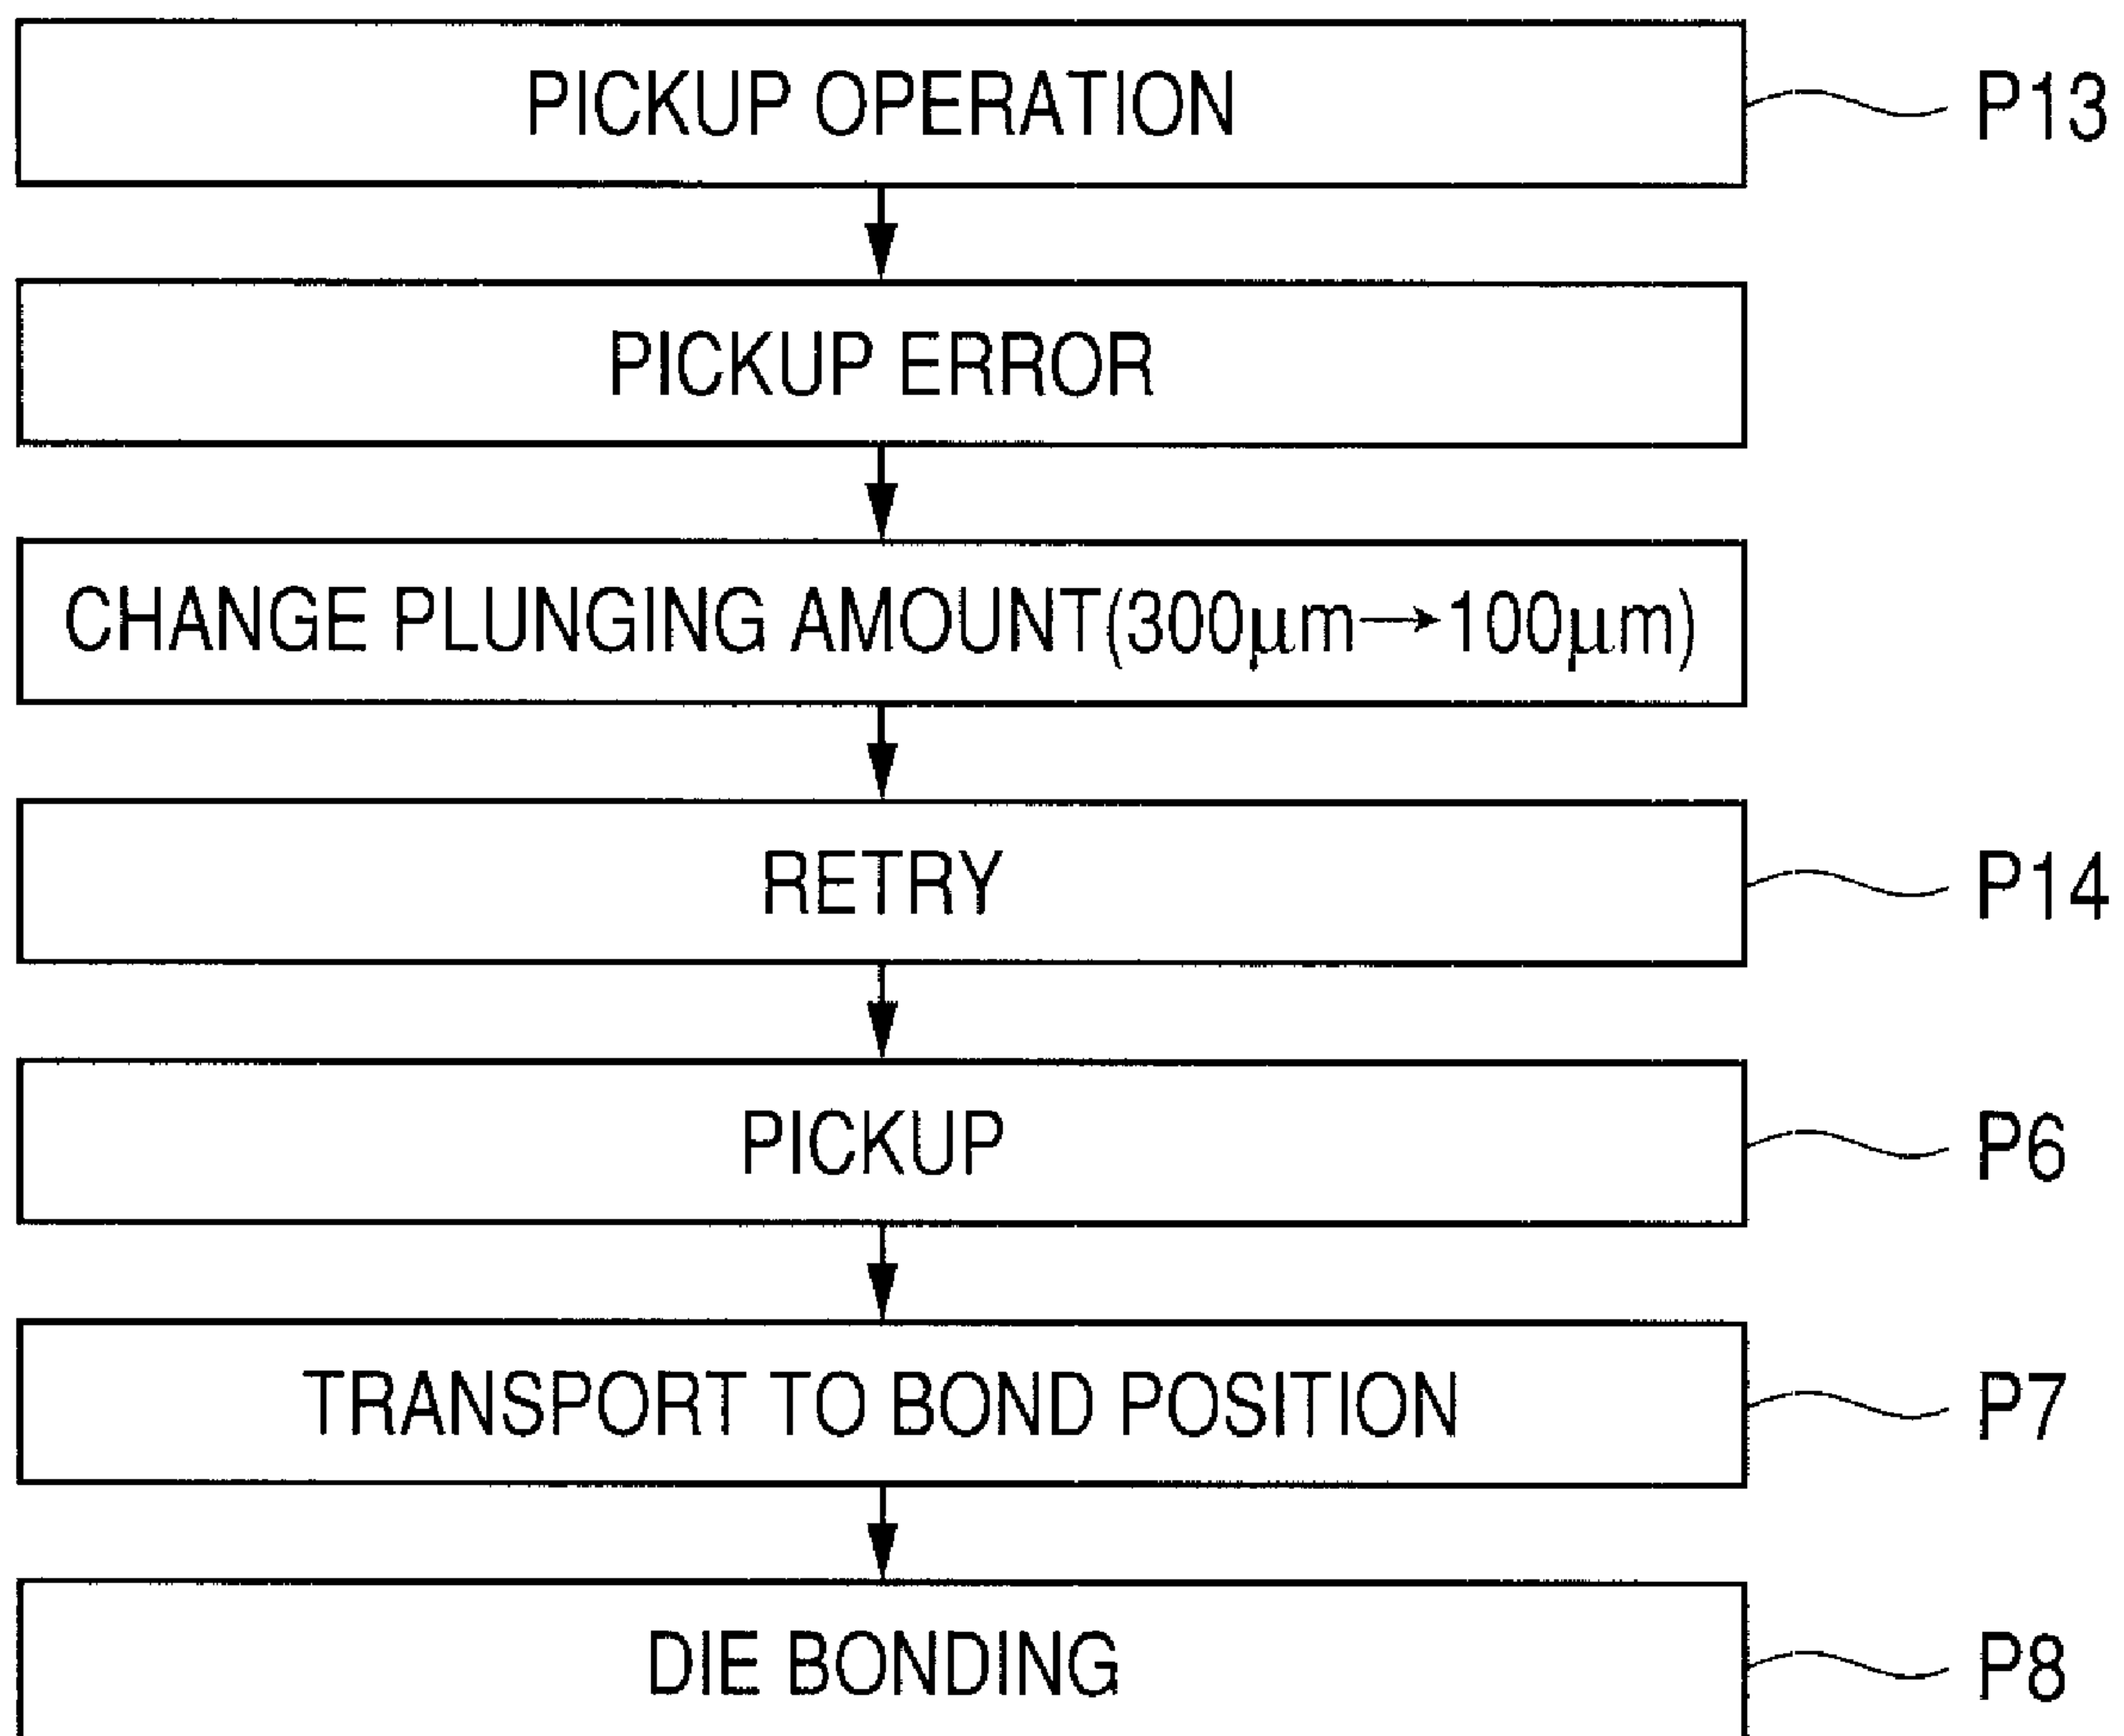 PICKUP OPERATION P13
PICKUP ERROR
CHANGE PLUNGING AMOUNT(300μm→100μm)
RETRY P14
PICKUP P6
TRANSPORT TO BOND POSITION P7
DIE BONDING P8